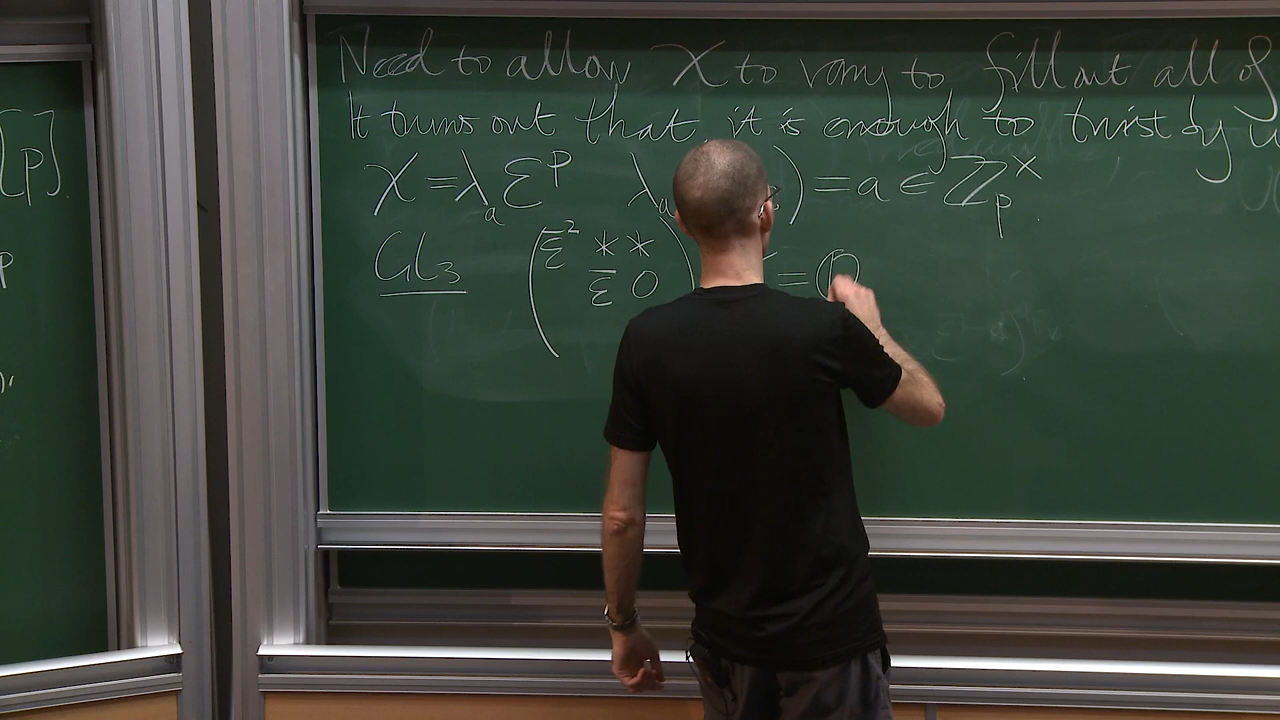 [P].
P
Need to allow χ to vary to fill out all of
It turns out that it is enough to twist by u
χ = λ_a ε^p λ_a ) = a ∈ Z_p^×
GL_3 ( ε̄^2 * * ε̄ 0 = Q